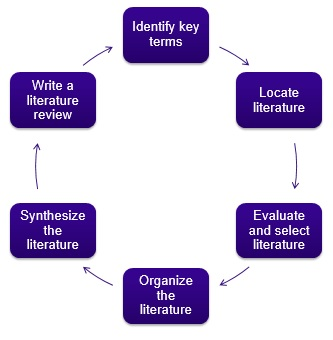 Identify key
terms
Locate
literature
Evaluate
and select
literature
Organize
the
literature
Synthesize
the
literature
Write a
literature
review